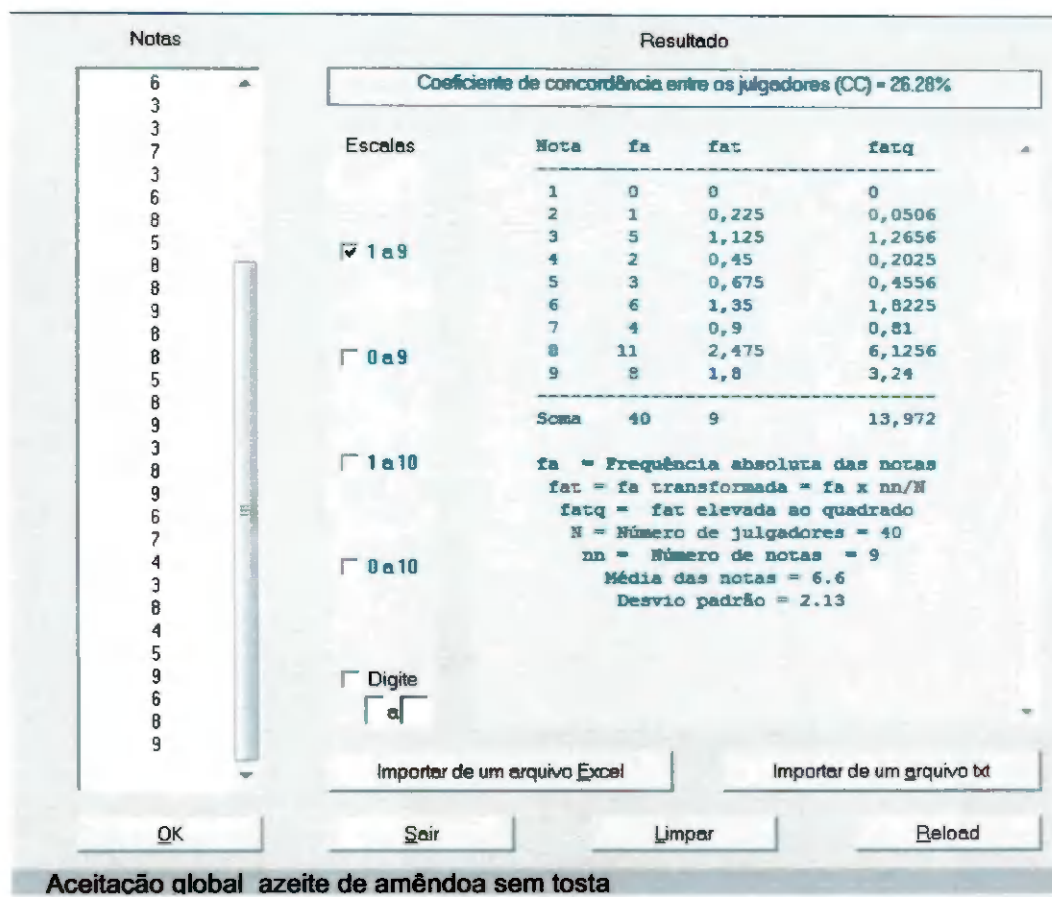 Notas
Resultado
6
3
3
7
3
6
8
5
8
8
9
8
8
5
8
9
3
8
9
6
7
4
3
8
4
5
9
6
8
9
Coeficiente de concordância entre os julgadores (CC) = 26.28%
Escalas
1 a 9
0 a 9
1 a 10
0 a 10
Digite
a
Nota fa fat fatq
1 0 0 0
2 1 0,225 0,0506
3 5 1,125 1,2656
4 2 0,45 0,2025
5 3 0,675 0,4556
6 6 1,35 1,8225
7 4 0,9 0,81
8 11 2,475 6,1256
9 8 1,8 3,24
Soma 40 9 13,972
fa = Frequência absoluta das notas
fat = fa transformada = fa x nn/N
fatq = fat elevada ao quadrado
N = Número de julgadores = 40
nn = Número de notas = 9
Média das notas = 6.6
Desvio padrão = 2.13
Importar de um arquivo Excel
Importar de um arquivo txt
OK
Sair
Limpar
Reload
Aceitação global azeite de amêndoa sem tosta